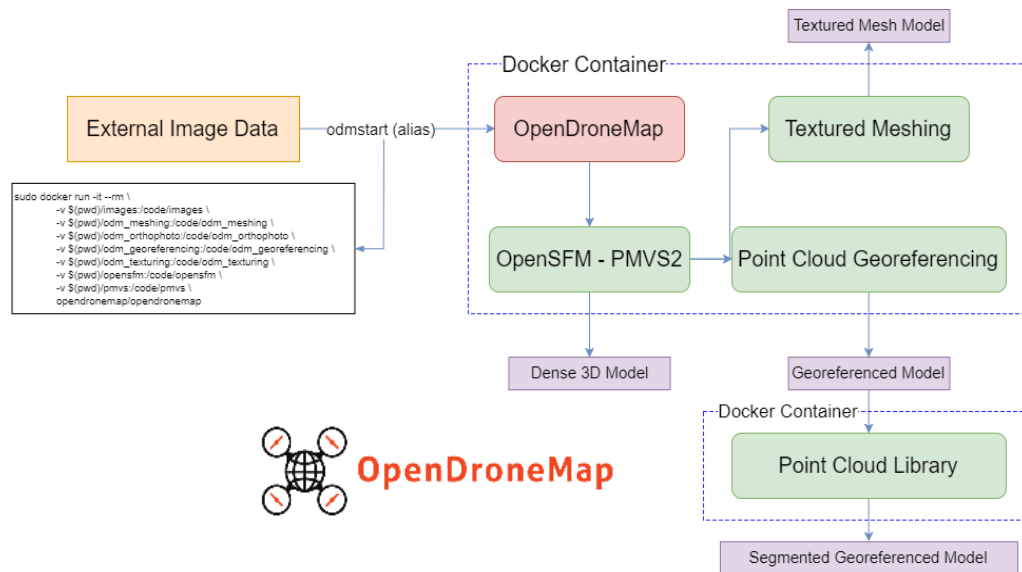 Textured Mesh Model
Docker Container
External Image Data
odmstart (alias)
OpenDroneMap
Textured Meshing
sudo docker run -it --rm \
-v $(pwd)/images:/code/images \
-v $(pwd)/odm_meshing:/code/odm_meshing \
-v $(pwd)/odm_orthophoto:/code/odm_orthophoto \
-v $(pwd)/odm_georeferencing:/code/odm_georeferencing \
-v $(pwd)/odm_texturing:/code/odm_texturing \
-v $(pwd)/opensfm:/code/opensfm \
-v $(pwd)/pmvs:/code/pmvs \
opendronemap/opendronemap
OpenSFM - PMVS2
Point Cloud Georeferencing
Dense 3D Model
Georeferenced Model
Docker Container
OpenDroneMap
Point Cloud Library
Segmented Georeferenced Model